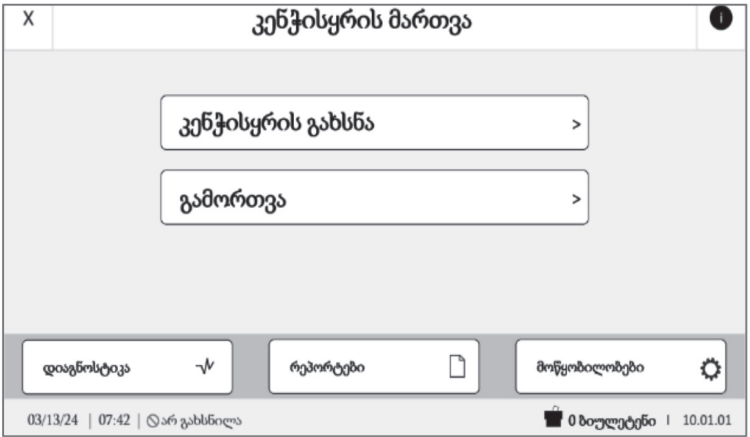 X კენჭისყრის მართვა i
კენჭისყრის გახსნა >
გამორთვა >
დიაგნოსტიკა რეპორტები მოწყობილობები
03/13/24 | 07:42 | არ გახსნილა 0 ბიულეტენი | 10.01.01